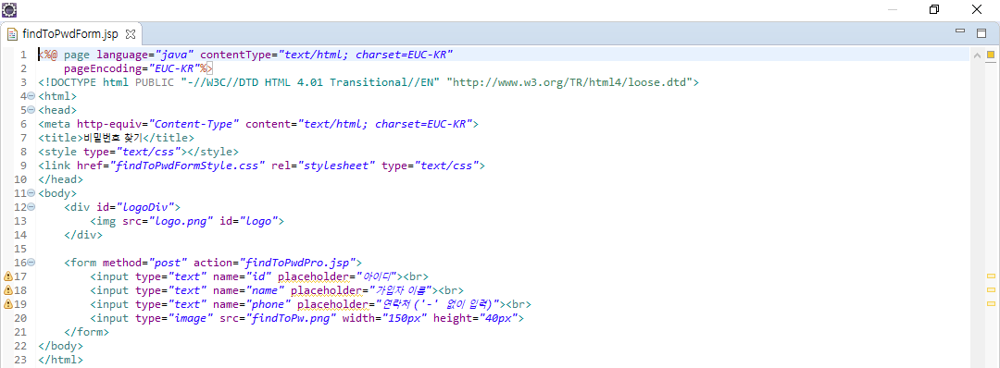 findToPwdForm.jsp
1 <%@ page language="java" contentType="text/html; charset=EUC-KR"
2 pageEncoding="EUC-KR"%>
3 <!DOCTYPE html PUBLIC "-//W3C//DTD HTML 4.01 Transitional//EN" "http://www.w3.org/TR/html4/loose.dtd">
4 <html>
5 <head>
6 <meta http-equiv="Content-Type" content="text/html; charset=EUC-KR">
7 <title>비밀번호 찾기</title>
8 <style type="text/css"></style>
9 <link href="findToPwdFormStyle.css" rel="stylesheet" type="text/css">
10 </head>
11 <body>
12 <div id="logoDiv">
13 <img src="logo.png" id="logo">
14 </div>
15
16 <form method="post" action="findToPwdPro.jsp">
17 <input type="text" name="id" placeholder="아이디"><br>
18 <input type="text" name="name" placeholder="가입자 이름"><br>
19 <input type="text" name="phone" placeholder="연락처 ('-' 없이 입력)"><br>
20 <input type="image" src="findToPw.png" width="150px" height="40px">
21 </form>
22 </body>
23 </html>